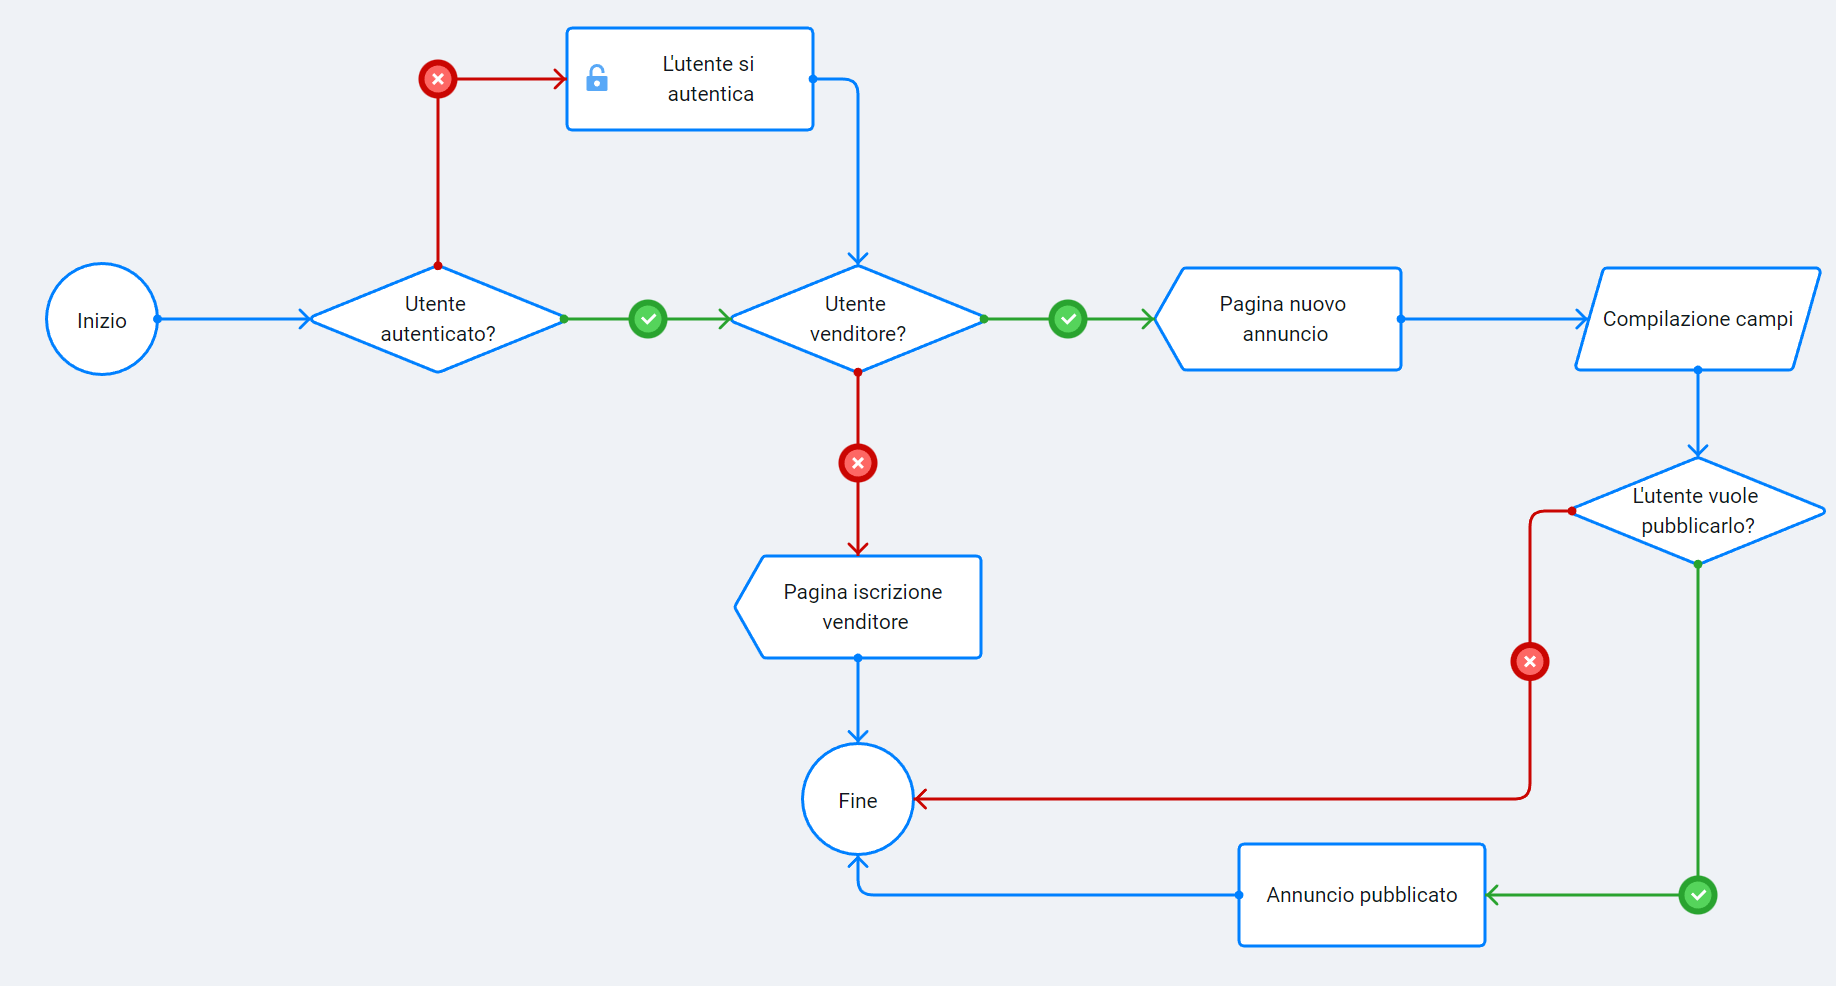 L'utente si
autentica
Inizio
Utente
autenticato?
Utente
venditore?
Pagina nuovo
annuncio
Compilazione campi
L'utente vuole
pubblicarlo?
Pagina iscrizione
venditore
Fine
Annuncio pubblicato